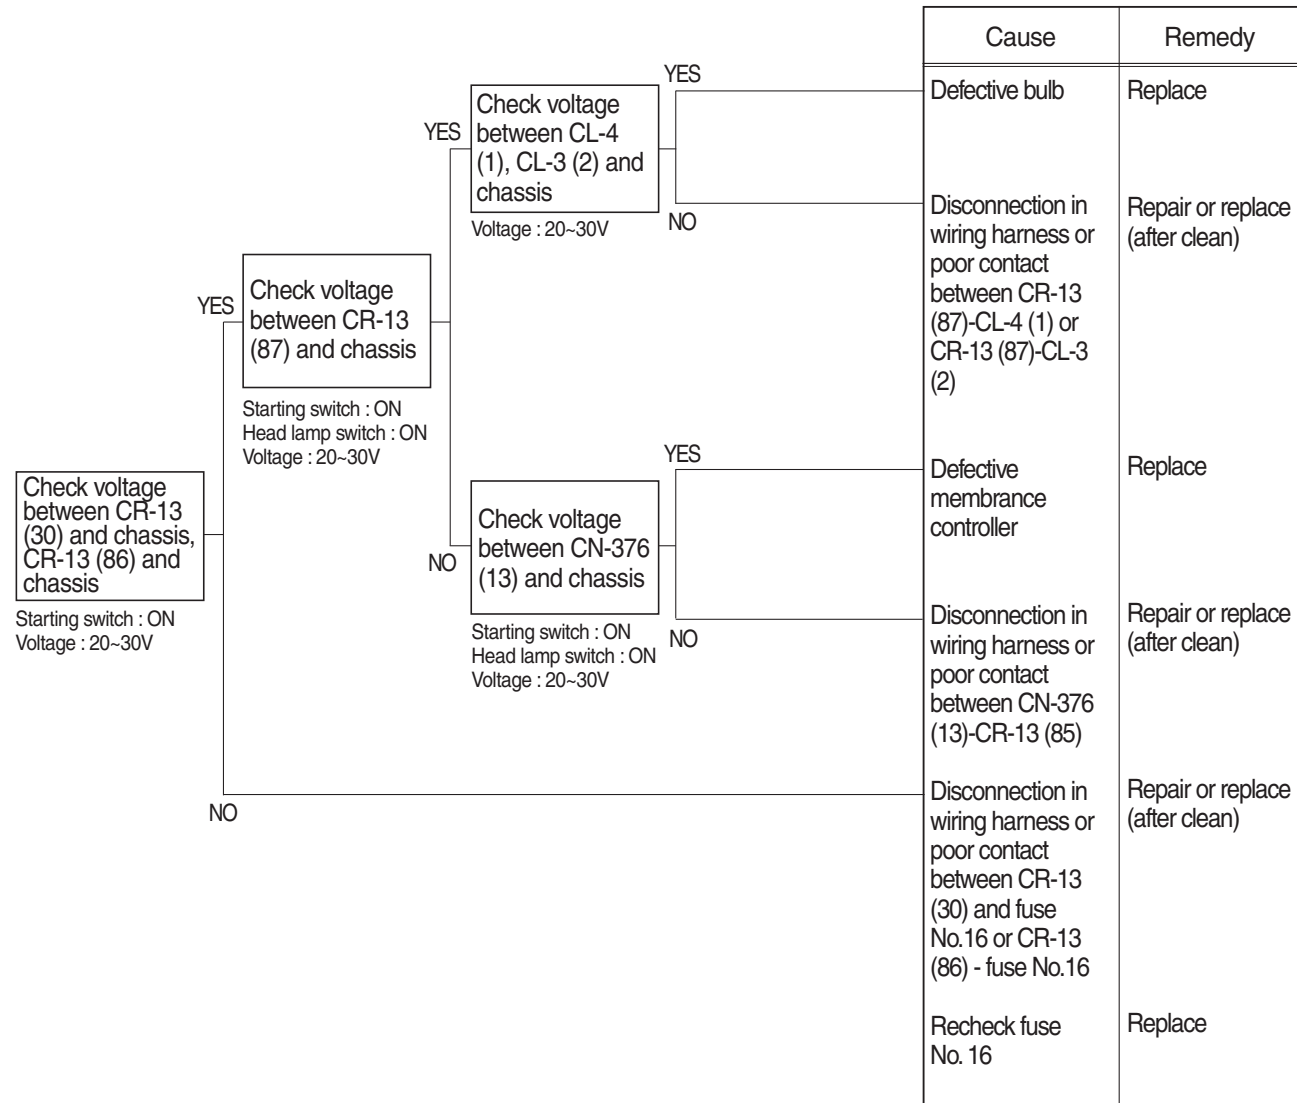 Cause
Remedy
YES
Defective bulb
Replace
Check voltage
between CL-4
(1), CL-3 (2) and
chassis
YES
Voltage : 20~30V
NO
Disconnection in
wiring harness or
poor contact
between CR-13
(87)-CL-4 (1) or
CR-13 (87)-CL-3
(2)
Repair or replace
(after clean)
YES
Check voltage
between CR-13
(87) and chassis
Starting switch : ON
Head lamp switch : ON
Voltage : 20~30V
YES
Defective
membrance
controller
Replace
Check voltage
between CR-13
(30) and chassis,
CR-13 (86) and
chassis
Starting switch : ON
Voltage : 20~30V
NO
Check voltage
between CN-376
(13) and chassis
Starting switch : ON
Head lamp switch : ON
Voltage : 20~30V
NO
Disconnection in
wiring harness or
poor contact
between CN-376
(13)-CR-13 (85)
Repair or replace
(after clean)
NO
Disconnection in
wiring harness or
poor contact
between CR-13
(30) and fuse
No.16 or CR-13
(86) - fuse No.16
Repair or replace
(after clean)
Recheck fuse
No. 16
Replace